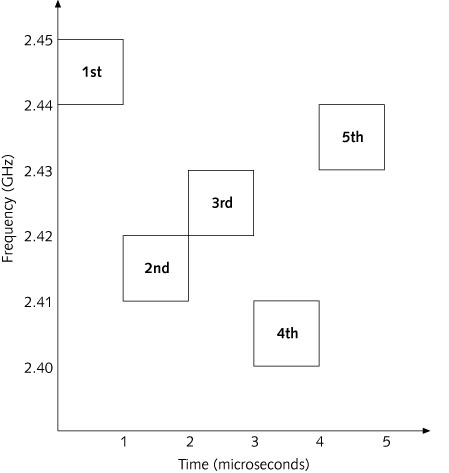 2.45
1st
2.44
5th
2.43
3rd
2.42
2nd
2.41
4th
2.40
Frequency (GHz)
1 2 3 4 5
Time (microseconds)